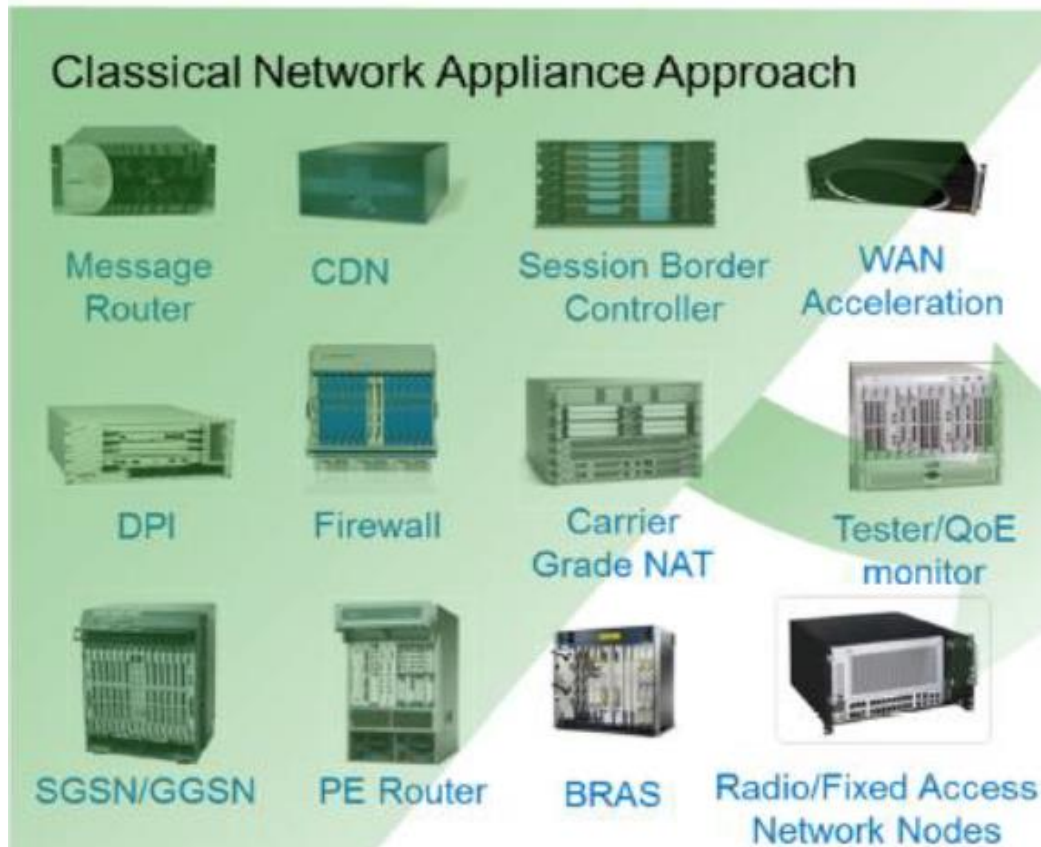 Classical Network Appliance Approach
Message
Router
CDN
Session Border
Controller
WAN
Acceleration
DPI
Firewall
Carrier
Grade NAT
Tester/QoE
monitor
SGSN/GGSN
PE Router
BRAS
Radio/Fixed Access
Network Nodes